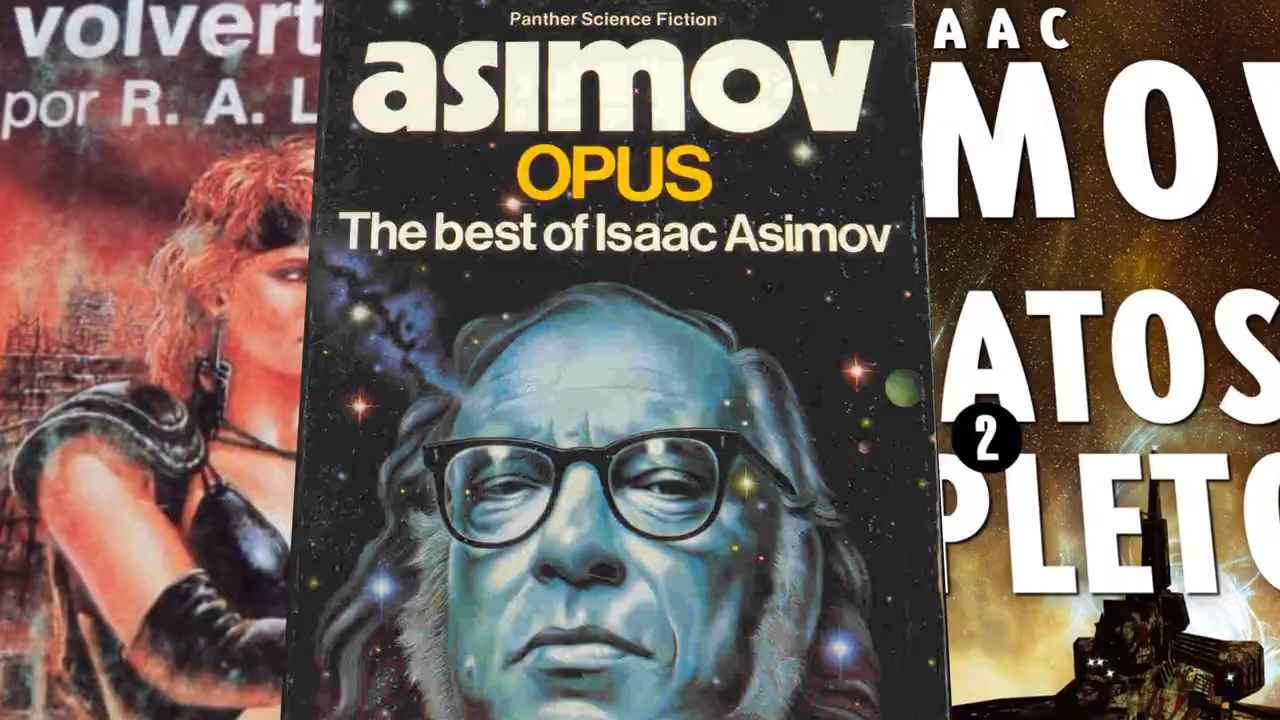 volvert
por R. A. L
Panther Science Fiction
asimov
OPUS
The best of Isaac Asimov
AAC
MOV
ATOS
2
PLETO